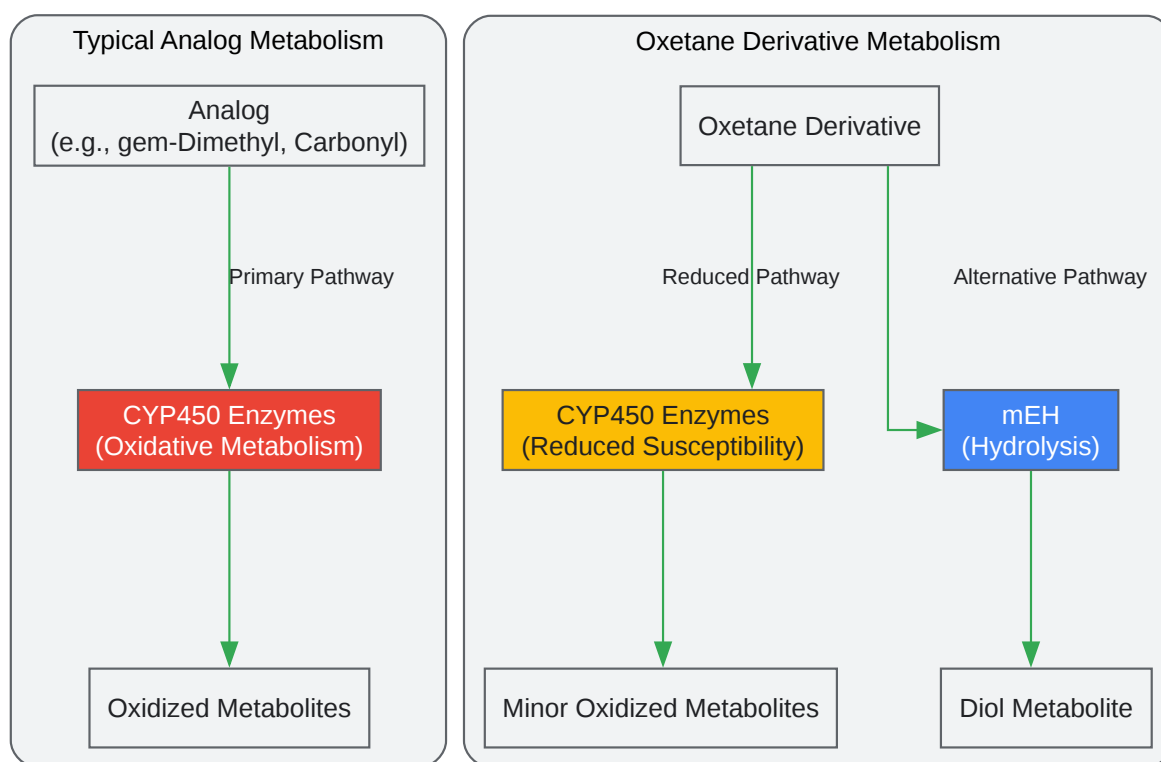 Typical Analog Metabolism
Analog
(e.g., gem-Dimethyl, Carbonyl)
Primary Pathway
CYP450 Enzymes
(Oxidative Metabolism)
Oxidized Metabolites
Oxetane Derivative Metabolism
Oxetane Derivative
Reduced Pathway
Alternative Pathway
CYP450 Enzymes
(Reduced Susceptibility)
mEH
(Hydrolysis)
Minor Oxidized Metabolites
Diol Metabolite